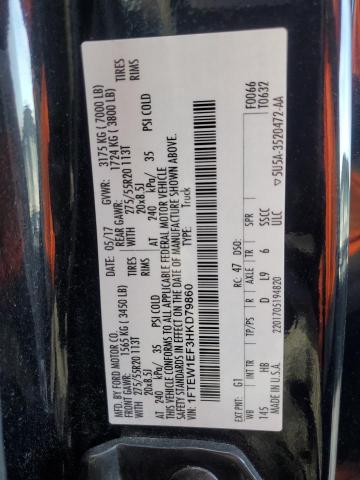 MFD. BY FORD MOTOR CO.
DATE: 05/17 GVWR: 3175 KG ( 7000 LB)
FRONT GAWR: 1565 KG ( 3450 LB) REAR GAWR: 1724 KG ( 3800 LB)
WITH 275/55R20 113T WITH 275/55R20 113T TIRES
20x8.5J 20x8.5J RIMS
AT 240 kPa/ 35 PSI COLD AT 240 kPa/ 35 PSI COLD
THIS VEHICLE CONFORMS TO ALL APPLICABLE FEDERAL MOTOR VEHICLE
SAFETY STANDARDS IN EFFECT ON THE DATE OF MANUFACTURE SHOWN ABOVE.
VIN: 1FTEW1EF3HKD79860 Truck
TIRES
RIMS
F0066
T0632
EXT PNT: G1 RC: 47 DSO:
WB INT TR TP/PS R AXLE TR SPR
145 HB D L9 6 SSCC
ULC
2201705194820
▽5U5A-3520472-AA